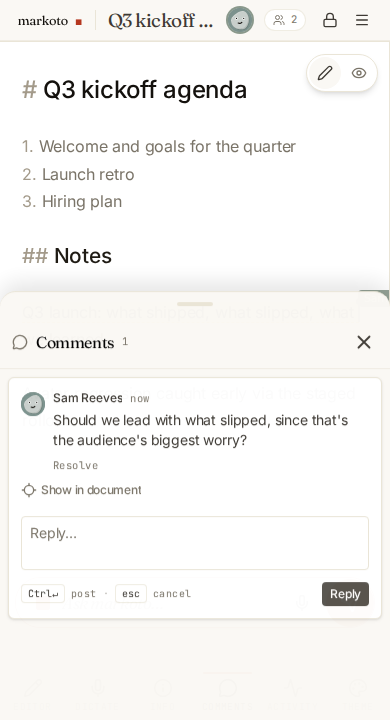 markoto
Q3 kickoff ...
2
# Q3 kickoff agenda
1. Welcome and goals for the quarter
2. Launch retro
3. Hiring plan
## Notes
Comments 1
Sam Reeves now
Should we lead with what slipped, since that's
the audience's biggest worry?
Resolve
Show in document
Reply...
Ctrl↵ post · esc cancel
Reply